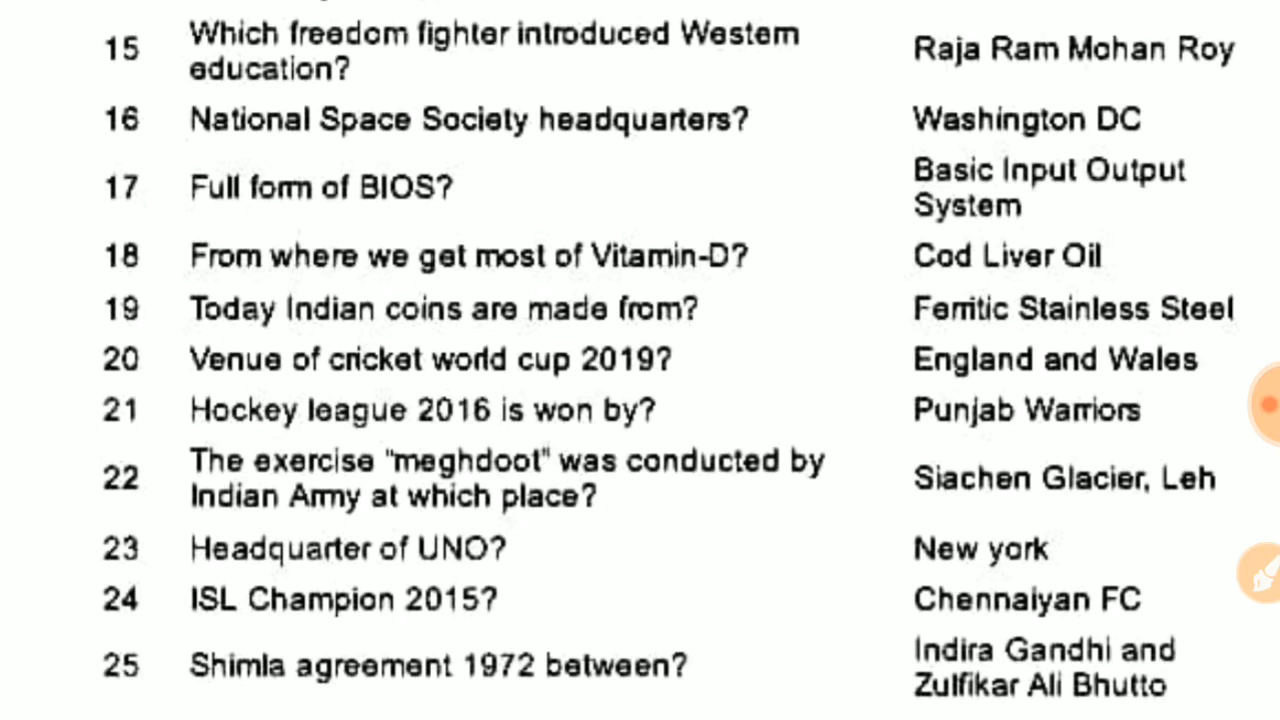 15 Which freedom fighter introduced Western education? Raja Ram Mohan Roy
16 National Space Society headquarters? Washington DC
17 Full form of BIOS? Basic Input Output System
18 From where we get most of Vitamin-D? Cod Liver Oil
19 Today Indian coins are made from? Ferritic Stainless Steel
20 Venue of cricket world cup 2019? England and Wales
21 Hockey league 2016 is won by? Punjab Warriors
22 The exercise "meghdoot" was conducted by Indian Army at which place? Siachen Glacier, Leh
23 Headquarter of UNO? New york
24 ISL Champion 2015? Chennaiyan FC
25 Shimla agreement 1972 between? Indira Gandhi and Zulfikar Ali Bhutto